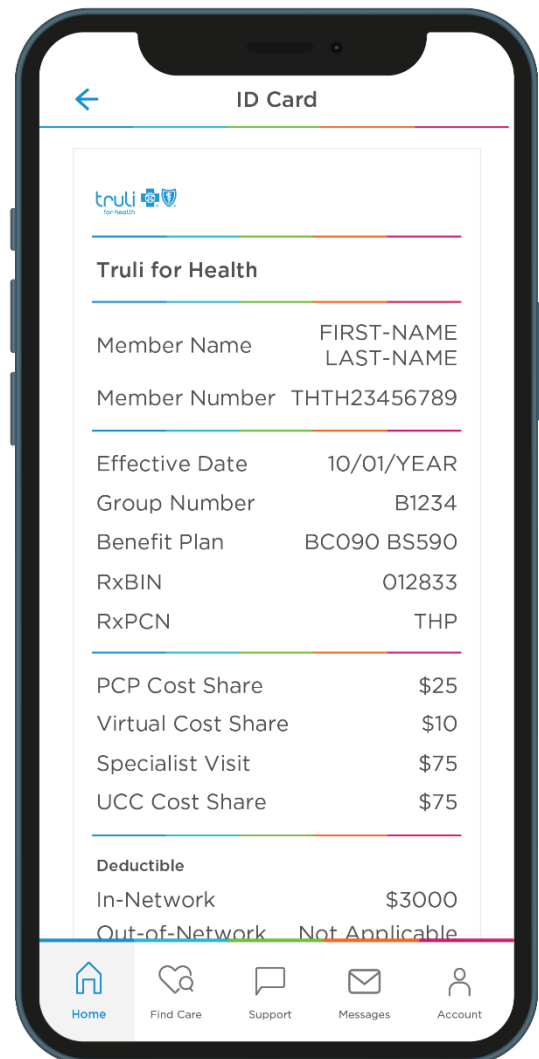 ID Card
truli
for health
Truli for Health
Member Name FIRST-NAME
LAST-NAME
Member Number THTH23456789
Effective Date 10/01/YEAR
Group Number B1234
Benefit Plan BC090 BS590
RxBIN 012833
RxPCN THP
PCP Cost Share $25
Virtual Cost Share $10
Specialist Visit $75
UCC Cost Share $75
Deductible
In-Network $3000
Out-of-Network Not Applicable
Home Find Care Support Messages Account